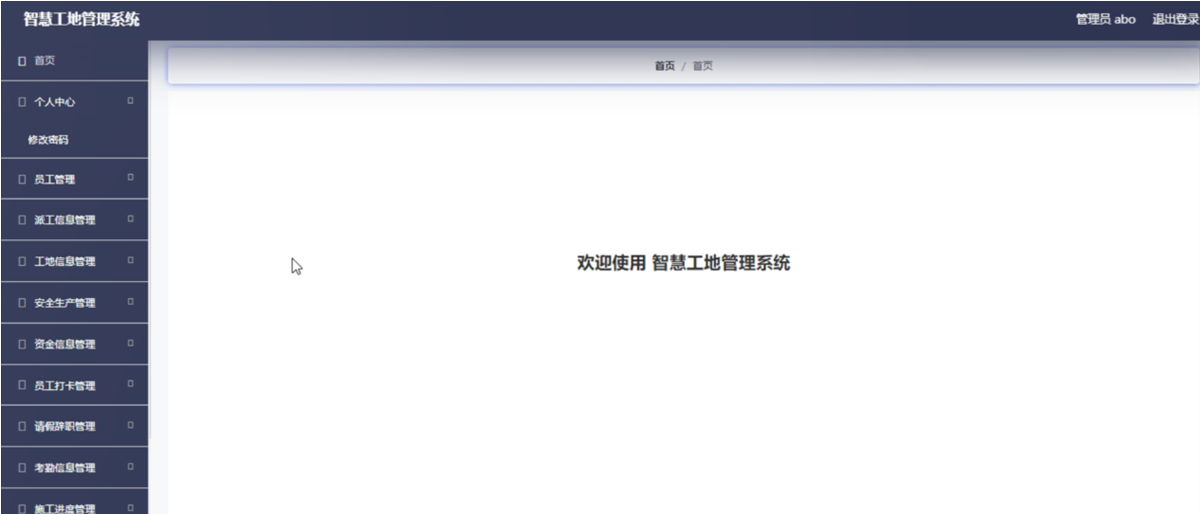 智慧工地管理系统
管理员 abo 退出登录
首页
首页 / 首页
个人中心
修改密码
员工管理
派工信息管理
工地信息管理
欢迎使用 智慧工地管理系统
安全生产管理
资金信息管理
员工打卡管理
请假辞职管理
考勤信息管理
施工进度管理